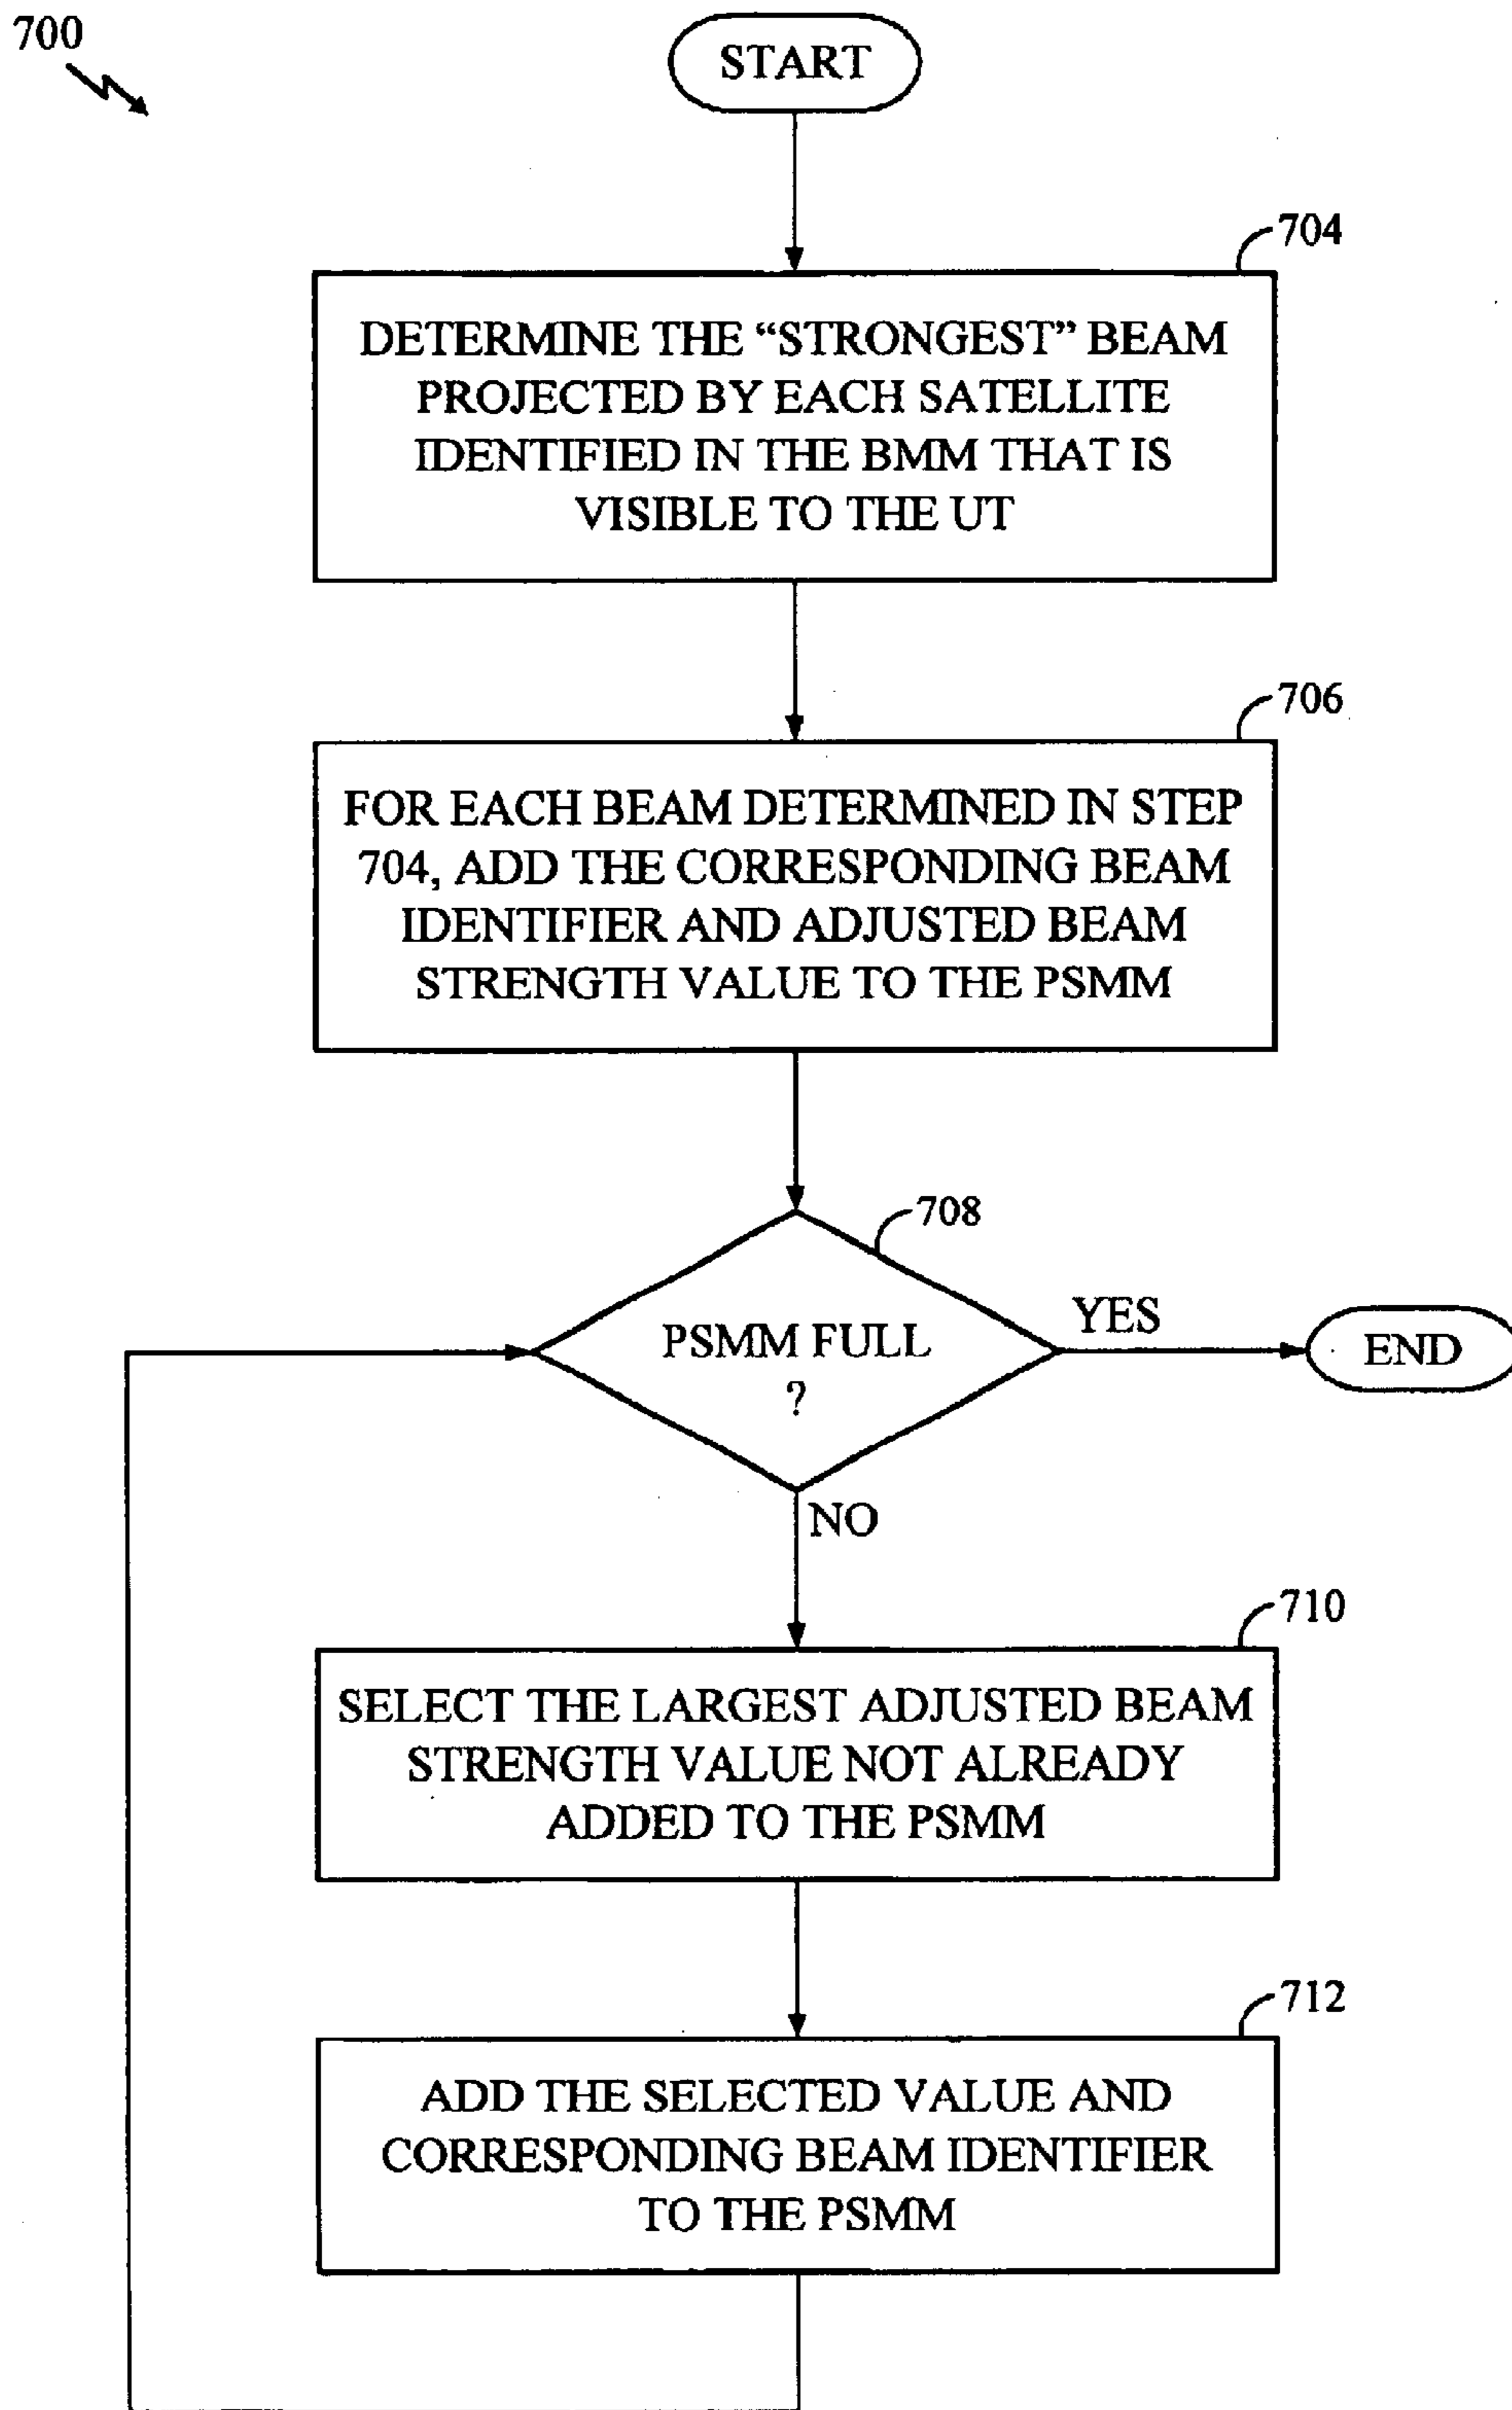 700
START
704
DETERMINE THE “STRONGEST” BEAM
PROJECTED BY EACH SATELLITE
IDENTIFIED IN THE BMM THAT IS
VISIBLE TO THE UT
706
FOR EACH BEAM DETERMINED IN STEP
704, ADD THE CORRESPONDING BEAM
IDENTIFIER AND ADJUSTED BEAM
STRENGTH VALUE TO THE PSMM
708
PSMM FULL
?
YES
END
NO
710
SELECT THE LARGEST ADJUSTED BEAM
STRENGTH VALUE NOT ALREADY
ADDED TO THE PSMM
712
ADD THE SELECTED VALUE AND
CORRESPONDING BEAM IDENTIFIER
TO THE PSMM